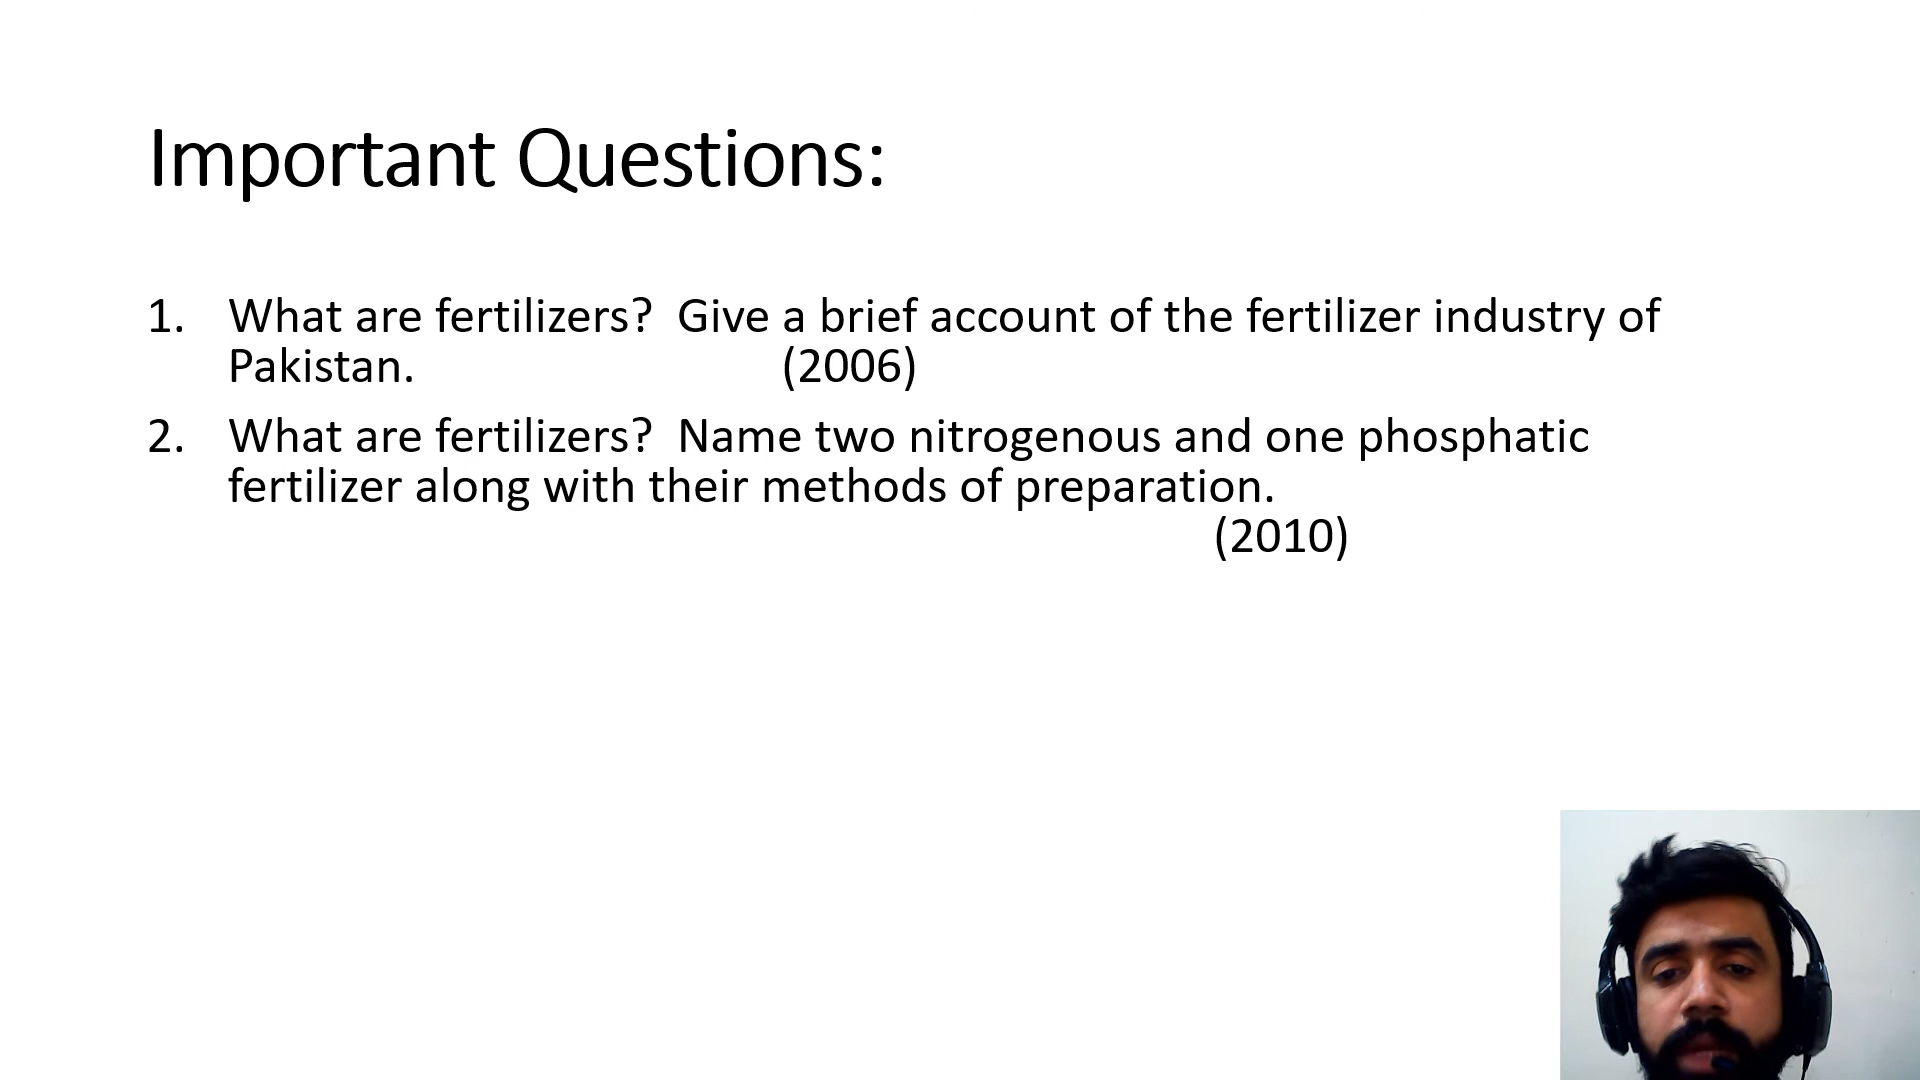 Important Questions:
1. What are fertilizers? Give a brief account of the fertilizer industry of
Pakistan. (2006)
2. What are fertilizers? Name two nitrogenous and one phosphatic
fertilizer along with their methods of preparation.
(2010)